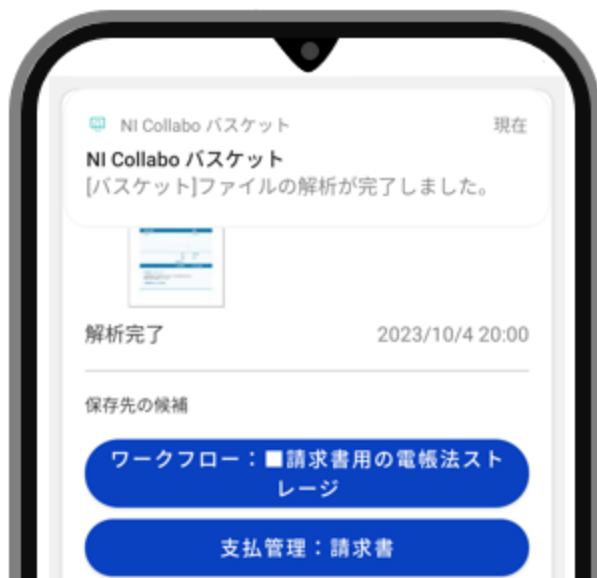 NI Collabo バスケット 現在
NI Collabo バスケット
[バスケット]ファイルの解析が完了しました。
解析完了 2023/10/4 20:00
保存先の候補
ワークフロー：■請求書用の電帳法スト
レージ
支払管理：請求書